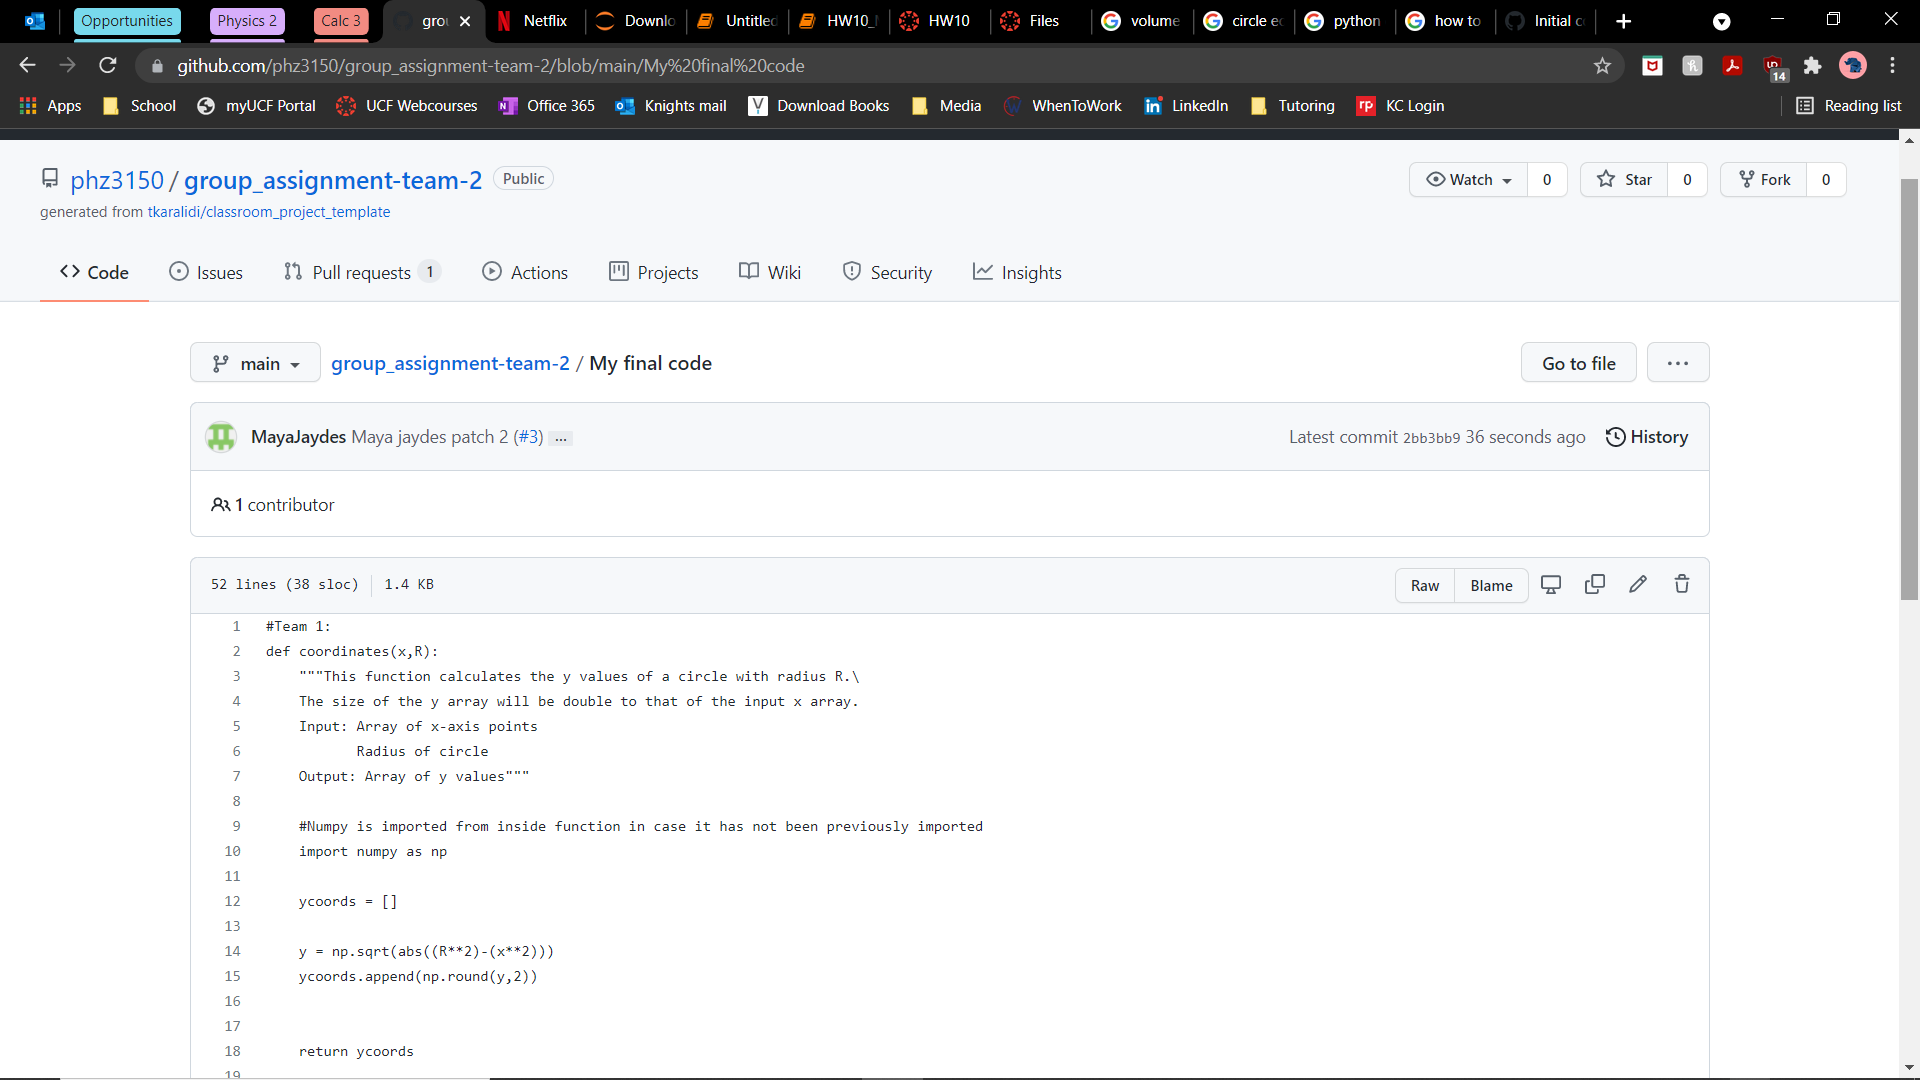 Opportunities Physics 2 Calc 3 Netflix HW10 Files volume python how to Initial
github.com/phz3150/group_assignment-team-2/blob/main/My%20final%20code
14
Apps School myUCF Portal UCF Webcourses Office 365 Knights mail Download Books Media WhenToWork LinkedIn Tutoring KC Login Reading list
phz3150 / group_assignment-team-2 Public
Watch 0 Star 0 Fork 0
generated from tkaralidi/classroom_project_template
Code Issues Pull requests 1 Actions Projects Wiki Security Insights
main group_assignment-team-2 / My final code Go to file ...
MayaJaydes Maya jaydes patch 2 (#3) ... Latest commit 2bb3bb9 36 seconds ago History
1 contributor
52 lines (38 sloc) 1.4 KB Raw Blame
1 #Team 1:
2 def coordinates(x,R):
3 """This function calculates the y values of a circle with radius R.\
4 The size of the y array will be double to that of the input x array.
5 Input: Array of x-axis points
6 Radius of circle
7 Output: Array of y values"""
8
9 #Numpy is imported from inside function in case it has not been previously imported
10 import numpy as np
11
12 ycoords = []
13
14 y = np.sqrt(abs((R**2)-(x**2)))
15 ycoords.append(np.round(y,2))
16
17
18 return ycoords
19